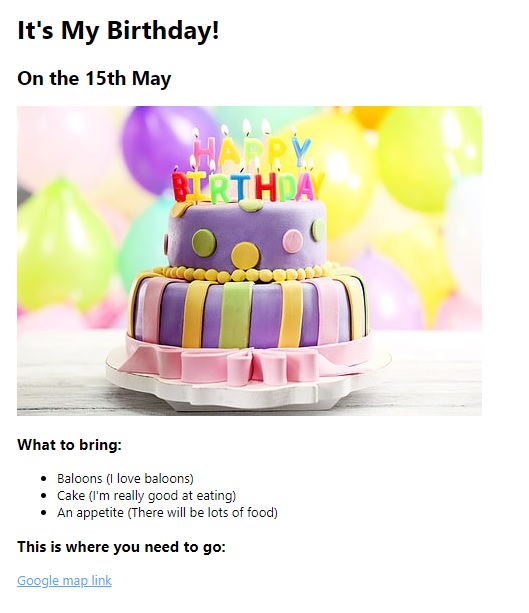 It's My Birthday!
On the 15th May
HAPPY
BIRTHDAY
What to bring:
Baloons (I love baloons)
Cake (I'm really good at eating)
An appetite (There will be lots of food)
This is where you need to go:
Google map link